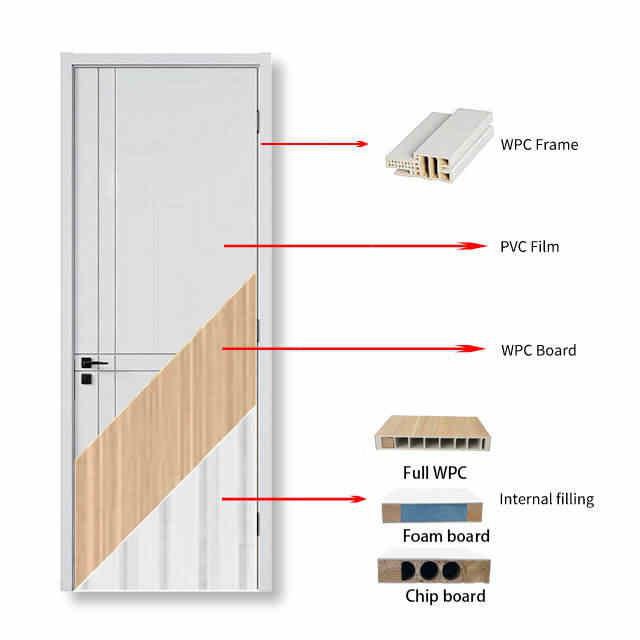 WPC Frame
PVC Film
WPC Board
Full WPC
Internal filling
Foam board
Chip board